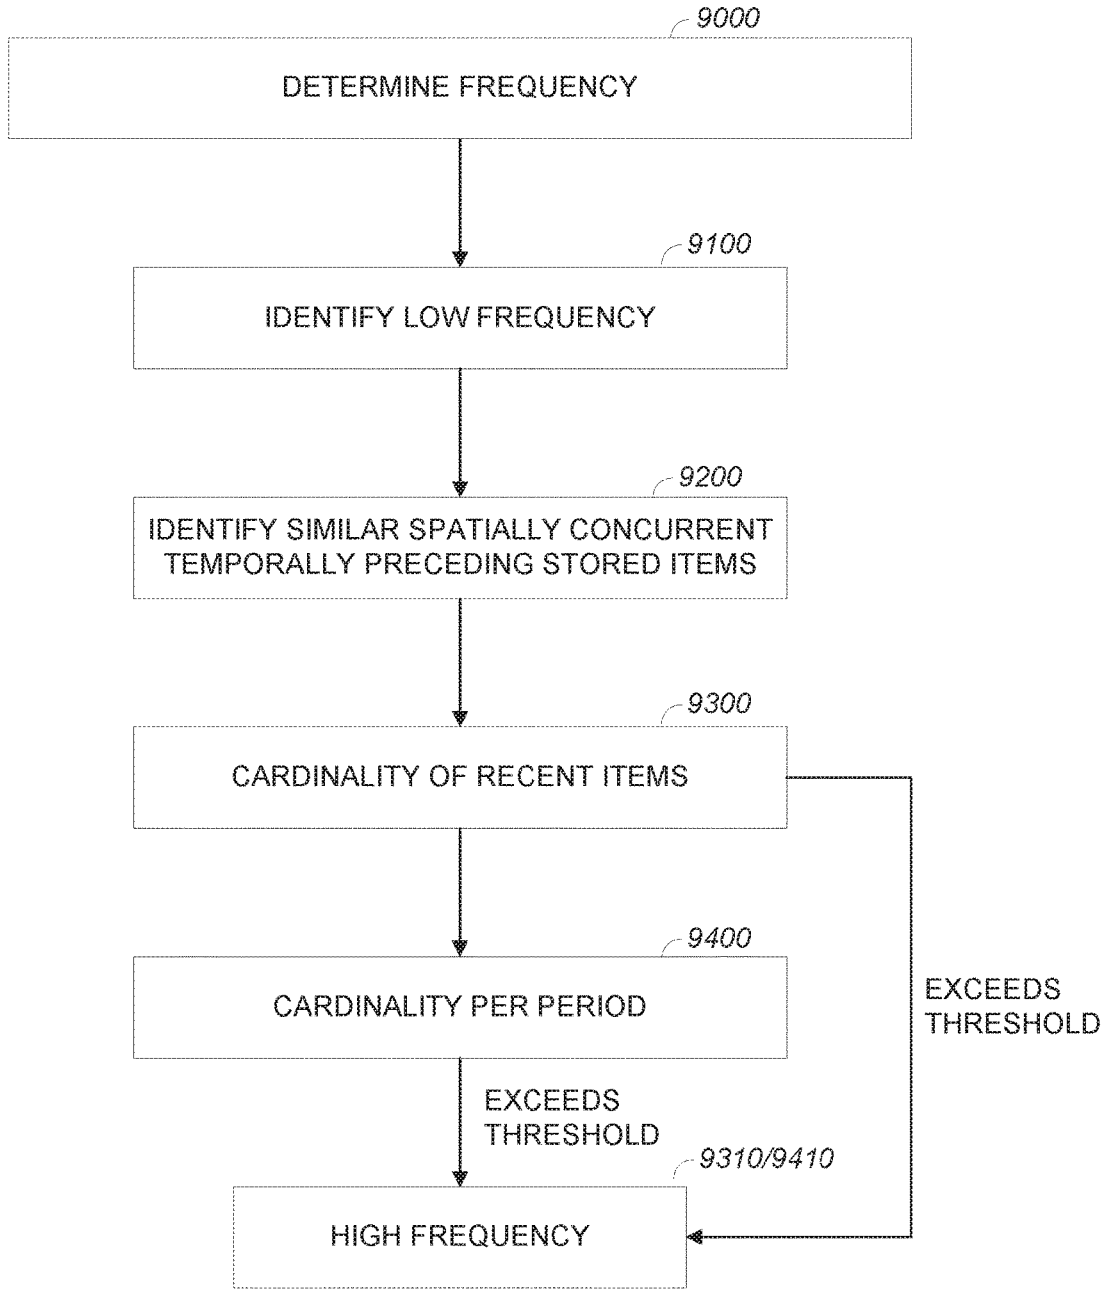 9000
DETERMINE FREQUENCY
9100
IDENTIFY LOW FREQUENCY
9200
IDENTIFY SIMILAR SPATIALLY CONCURRENT
TEMPORALLY PRECEDING STORED ITEMS
9300
CARDINALITY OF RECENT ITEMS
9400
CARDINALITY PER PERIOD
EXCEEDS
THRESHOLD
EXCEEDS
THRESHOLD
9310/9410
HIGH FREQUENCY